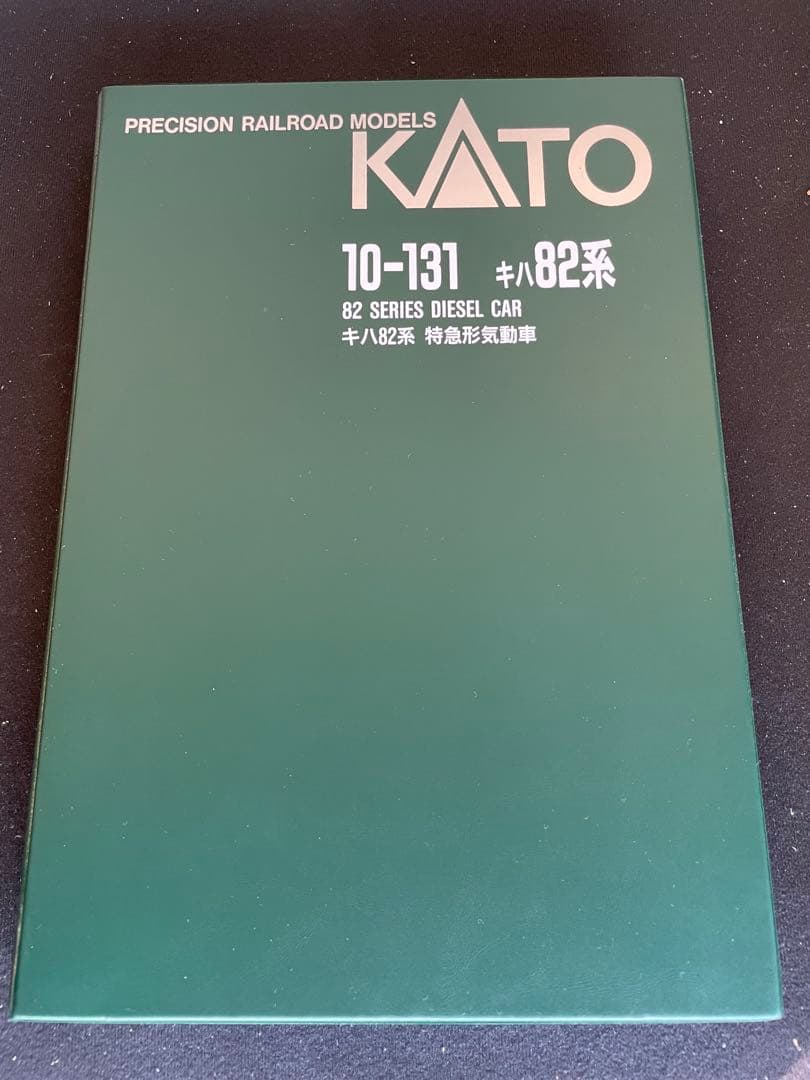 PRECISION RAILROAD MODELS
KATO
10-131 キハ82系
82 SERIES DIESEL CAR
キハ82系 特急形気動車